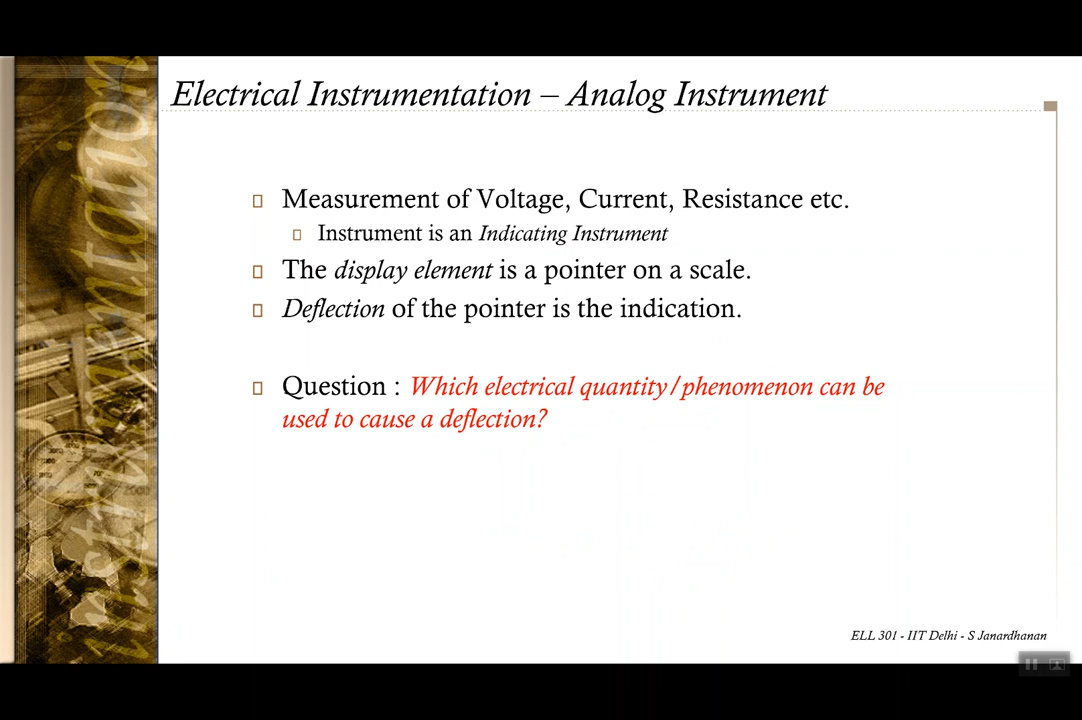 Electrical Instrumentation – Analog Instrument
Measurement of Voltage, Current, Resistance etc.
Instrument is an Indicating Instrument
The display element is a pointer on a scale.
Deflection of the pointer is the indication.
Question : Which electrical quantity/phenomenon can be
used to cause a deflection?
instrumentation
ELL 301 - IIT Delhi - S Janardhanan